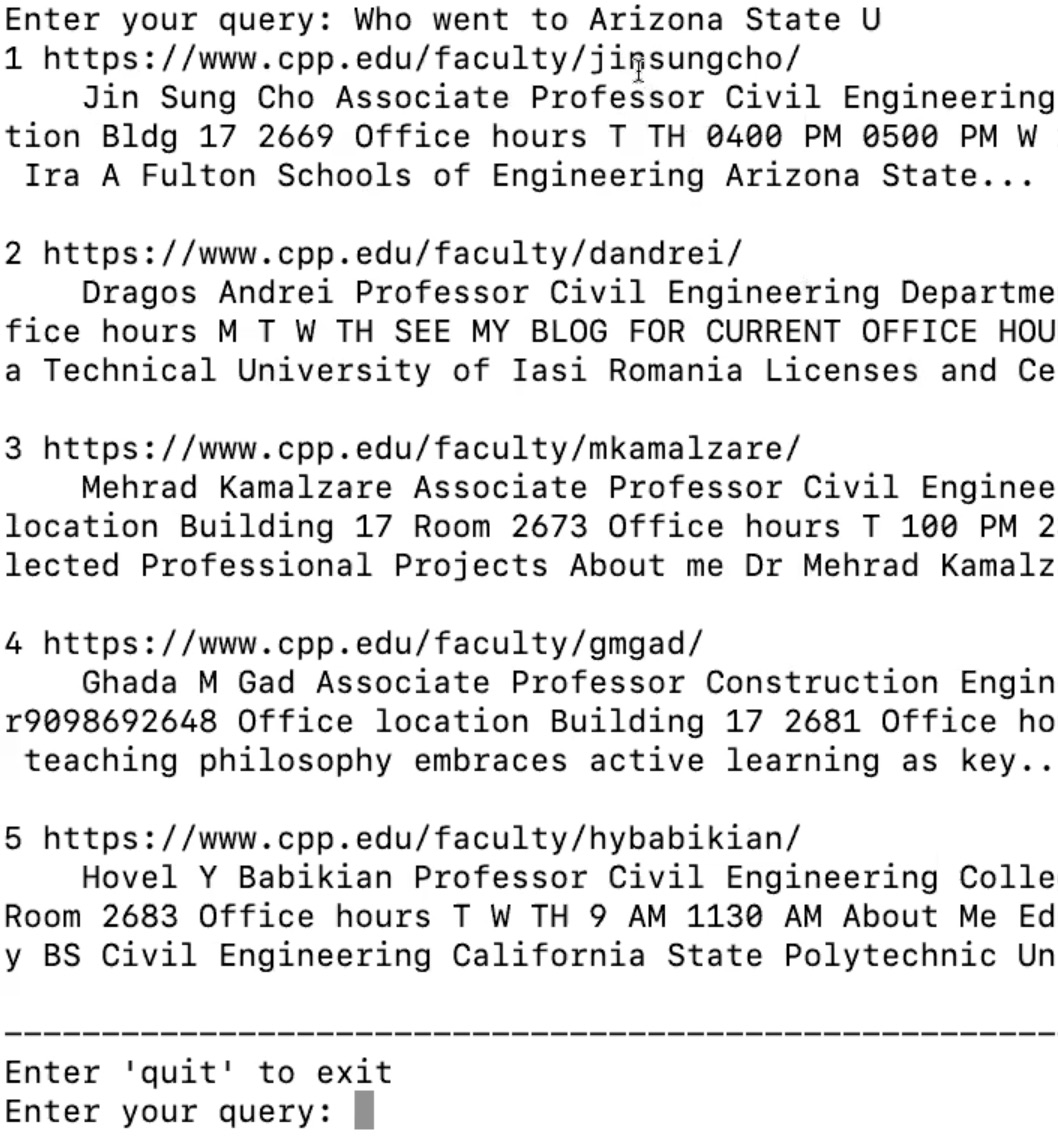 Enter your query: Who went to Arizona State U
1 https://www.cpp.edu/faculty/jinsungcho/
Jin Sung Cho Associate Professor Civil Engineering
tion Bldg 17 2669 Office hours T TH 0400 PM 0500 PM W
Ira A Fulton Schools of Engineering Arizona State...
2 https://www.cpp.edu/faculty/dandrei/
Dragos Andrei Professor Civil Engineering Departme
fice hours M T W TH SEE MY BLOG FOR CURRENT OFFICE HOU
a Technical University of Iasi Romania Licenses and Ce
3 https://www.cpp.edu/faculty/mkamalzare/
Mehrad Kamalzare Associate Professor Civil Enginee
location Building 17 Room 2673 Office hours T 100 PM 2
lected Professional Projects About me Dr Mehrad Kamalz
4 https://www.cpp.edu/faculty/gmgad/
Ghada M Gad Associate Professor Construction Engin
r9098692648 Office location Building 17 2681 Office ho
teaching philosophy embraces active learning as key..
5 https://www.cpp.edu/faculty/hybabikian/
Hovel Y Babikian Professor Civil Engineering Colle
Room 2683 Office hours T W TH 9 AM 1130 AM About Me Ed
y BS Civil Engineering California State Polytechnic Un
------------------------------------------------------
Enter 'quit' to exit
Enter your query: